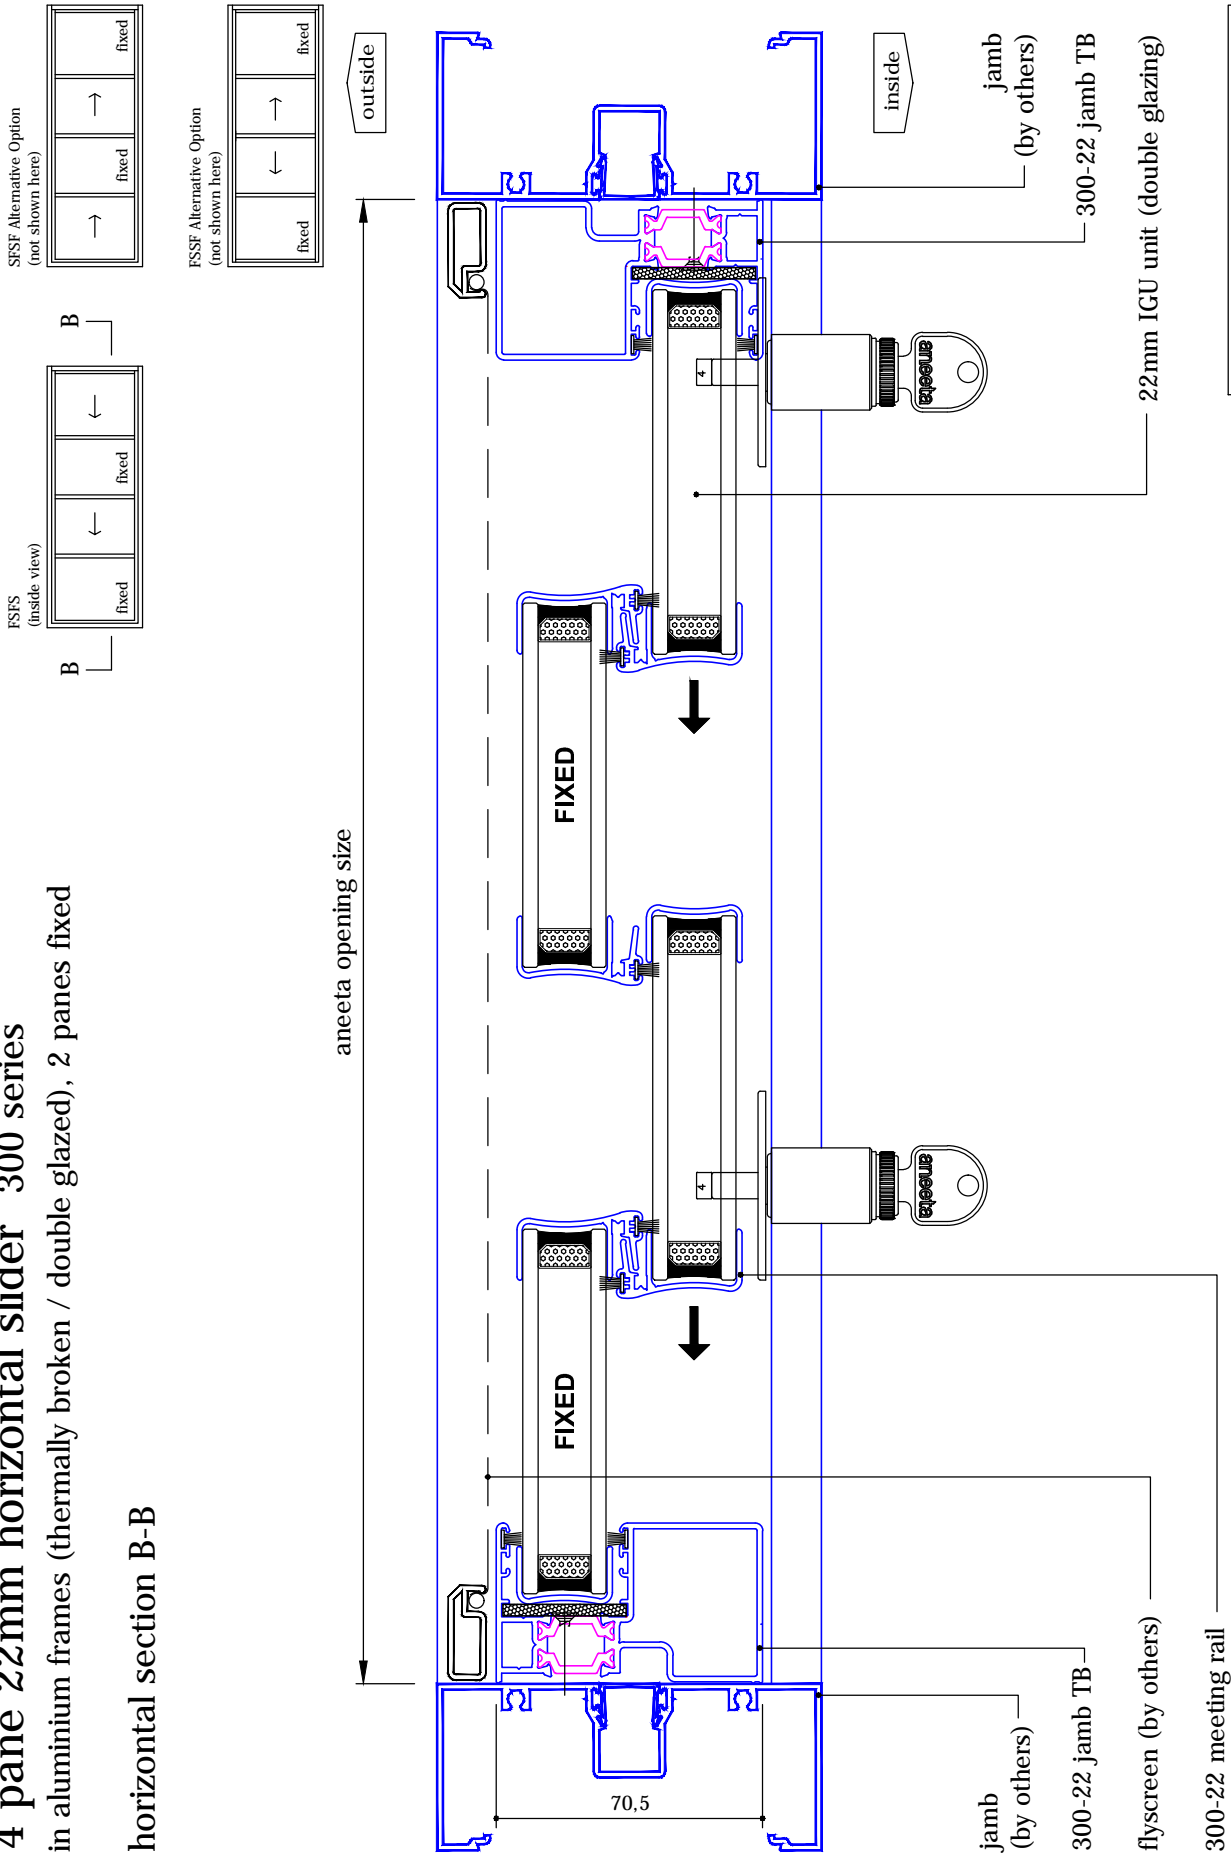 4 pane 22mm horizontal slider 300 series
in aluminium frames (thermally broken / double glazed), 2 panes fixed
horizontal section B-B
FSFS
(inside view)
B
B
fixed
fixed
SFSF Alternative Option
(not shown here)
fixed
fixed
FSSF Alternative Option
(not shown here)
fixed
fixed
outside
aneeta opening size
FIXED
FIXED
4
4
aneeta
aneeta
70,5
inside
jamb
(by others)
300-22 jamb TB
22mm IGU unit (double glazing)
jamb
(by others)
300-22 jamb TB
flyscreen (by others)
300-22 meeting rail